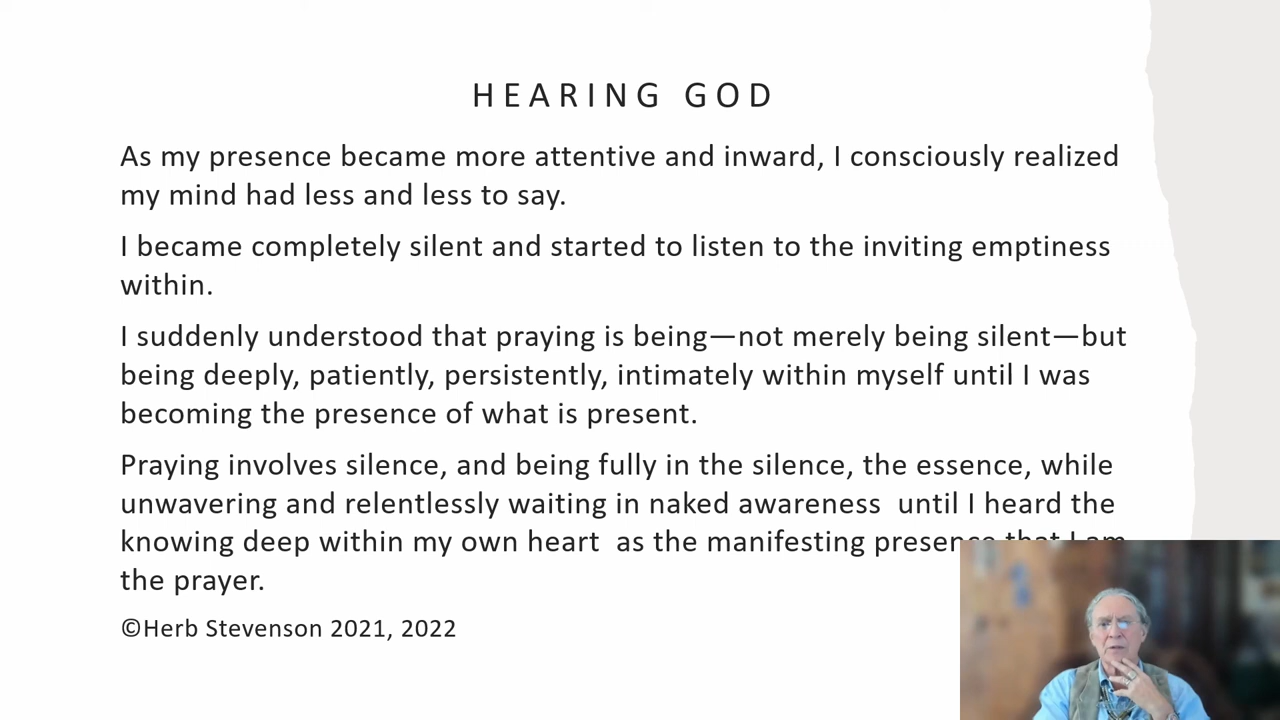 HEARING GOD
As my presence became more attentive and inward, I consciously realized
my mind had less and less to say.
I became completely silent and started to listen to the inviting emptiness
within.
I suddenly understood that praying is being—not merely being silent—but
being deeply, patiently, persistently, intimately within myself until I was
becoming the presence of what is present.
Praying involves silence, and being fully in the silence, the essence, while
unwavering and relentlessly waiting in naked awareness  until I heard the
knowing deep within my own heart  as the manifesting presence that I am
the prayer.
©Herb Stevenson 2021, 2022